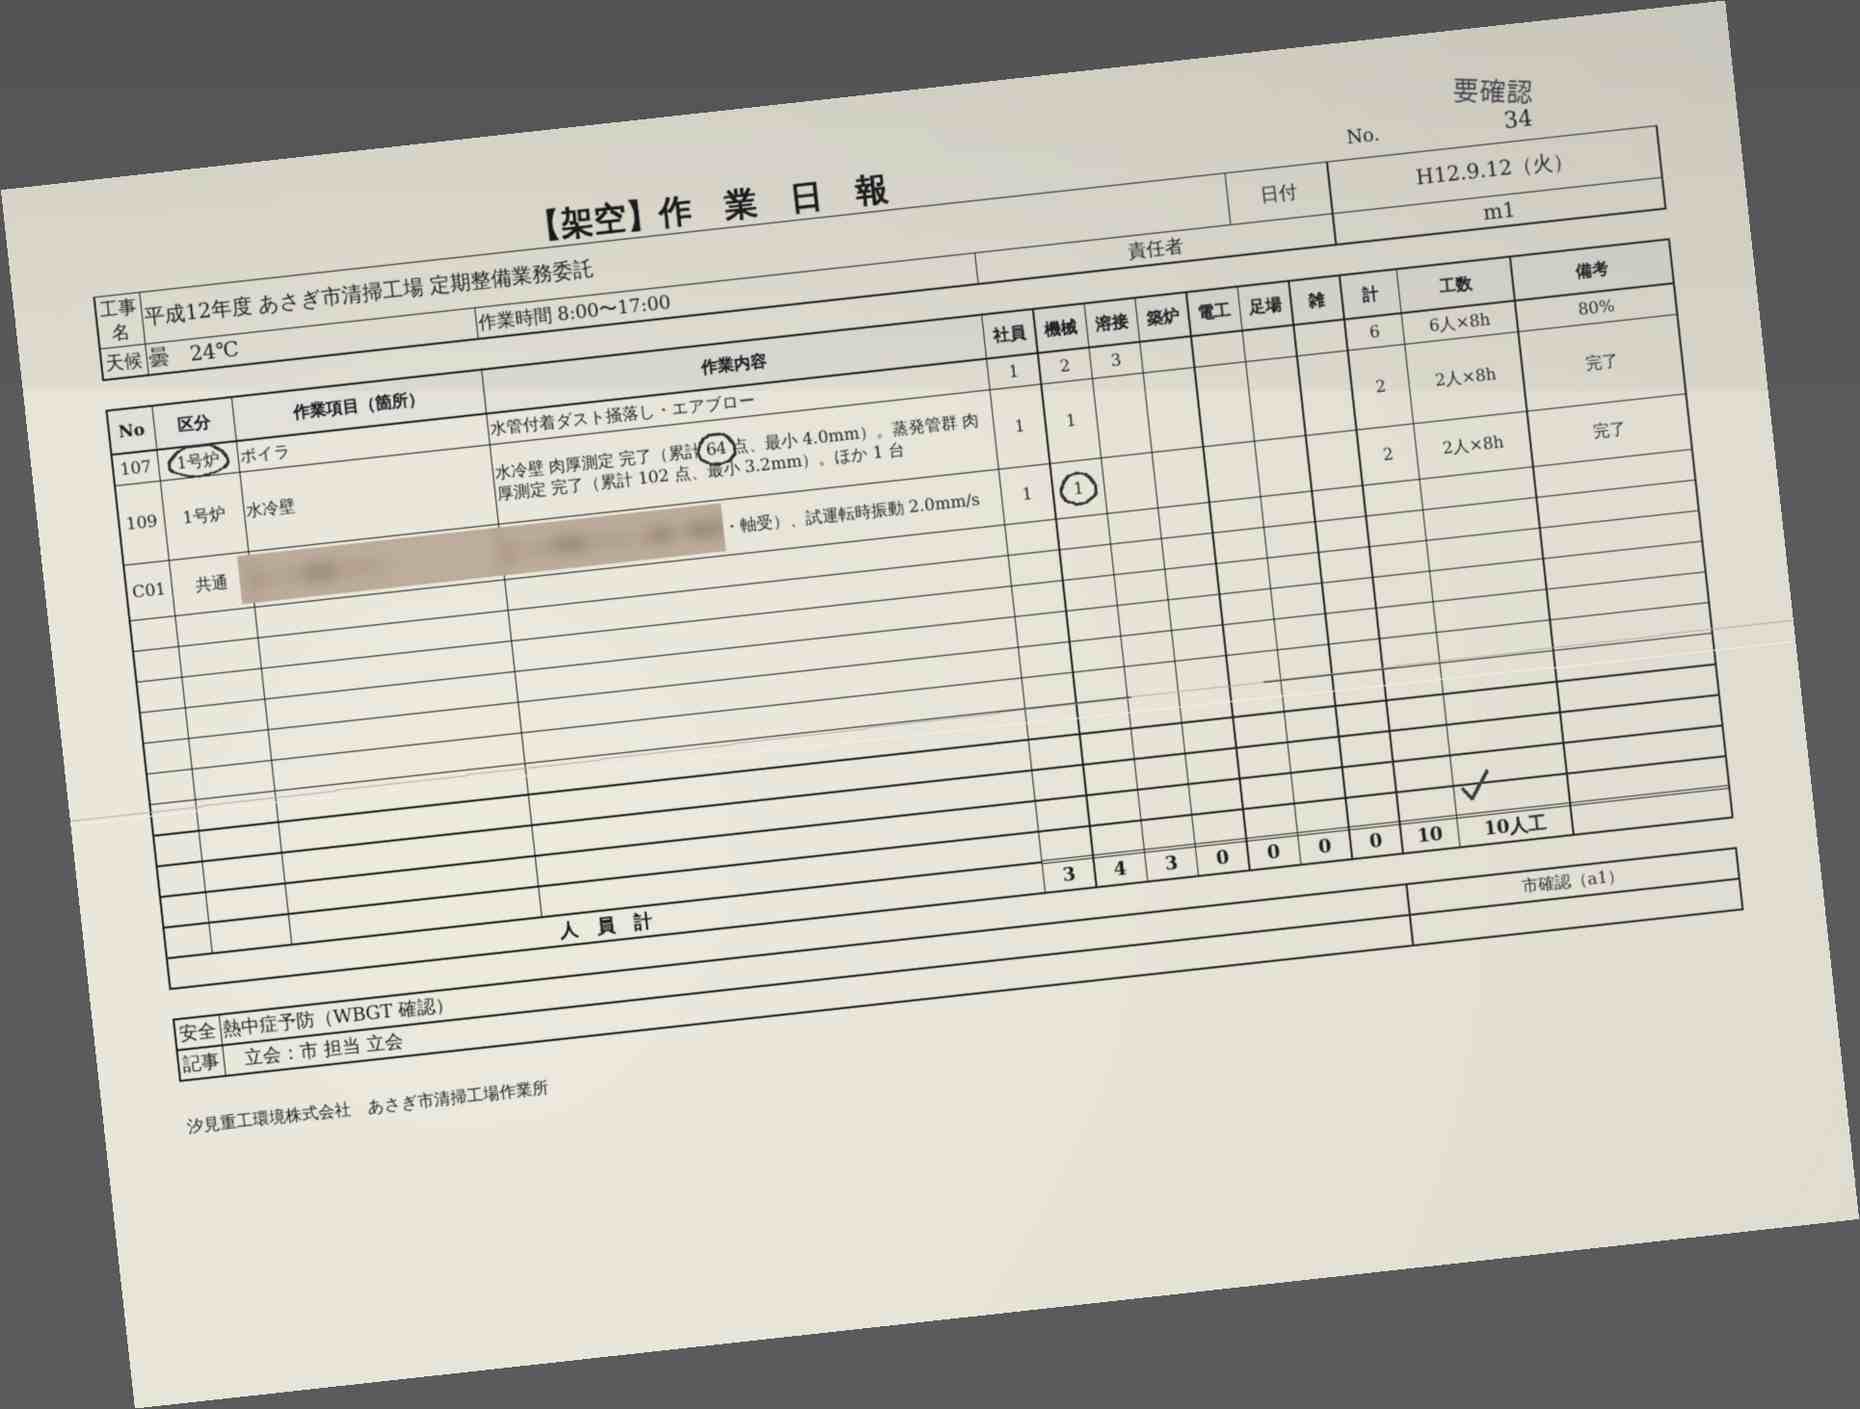 要確認
No. 34
【架空】作 業 日 報
工事名 平成12年度 あさぎ市清掃工場 定期整備業務委託 日付 H12.9.12（火）
天候 曇 24℃ 作業時間 8:00〜17:00 責任者 m1
No 区分 作業項目（箇所） 作業内容 社員 機械 溶接 築炉 電工 足場 雑 計 工数 備考
107 1号炉 ボイラ 水管付着ダスト掻落し・エアブロー 1 2 3 6 6人×8h 80%
109 1号炉 水冷壁 水冷壁 肉厚測定 完了（累計 64 点、最小 4.0mm）。蒸発管群 肉
厚測定 完了（累計 102 点、最小 3.2mm）。ほか 1 台 1 1 2 2人×8h 完了
C01 共通 ・軸受）、試運転時振動 2.0mm/s 1 1 2 2人×8h 完了
人 員 計 3 4 3 0 0 0 0 10 10人工
安全 熱中症予防（WBGT 確認） 市確認（a1）
記事 立会：市 担当 立会
汐見重工環境株式会社 あさぎ市清掃工場作業所